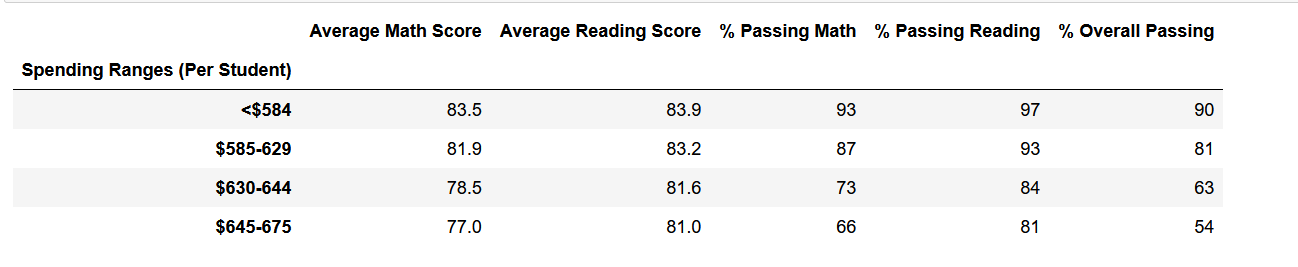 Average Math Score Average Reading Score % Passing Math % Passing Reading % Overall Passing
Spending Ranges (Per Student)
<$584 83.5 83.9 93 97 90
$585-629 81.9 83.2 87 93 81
$630-644 78.5 81.6 73 84 63
$645-675 77.0 81.0 66 81 54